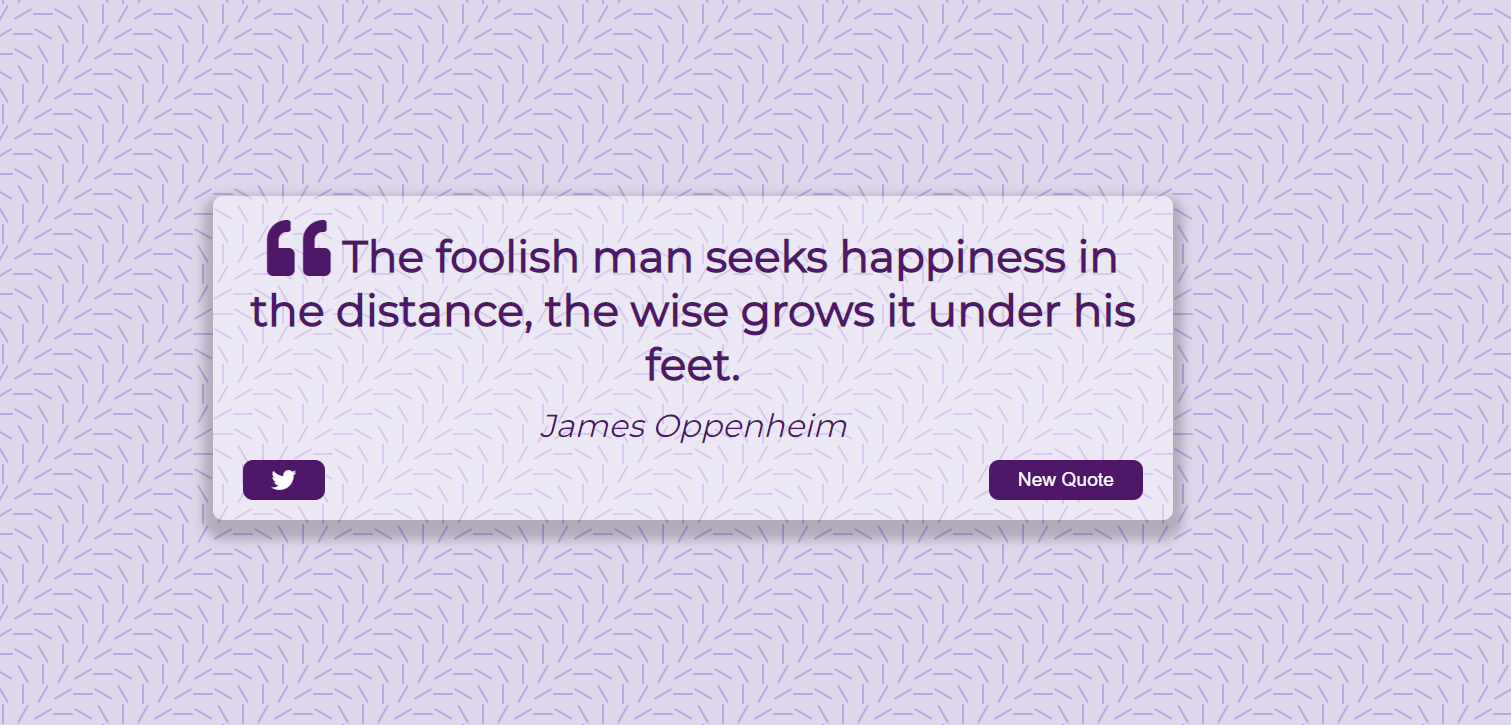 The foolish man seeks happiness in
the distance, the wise grows it under his
feet.
James Oppenheim
New Quote